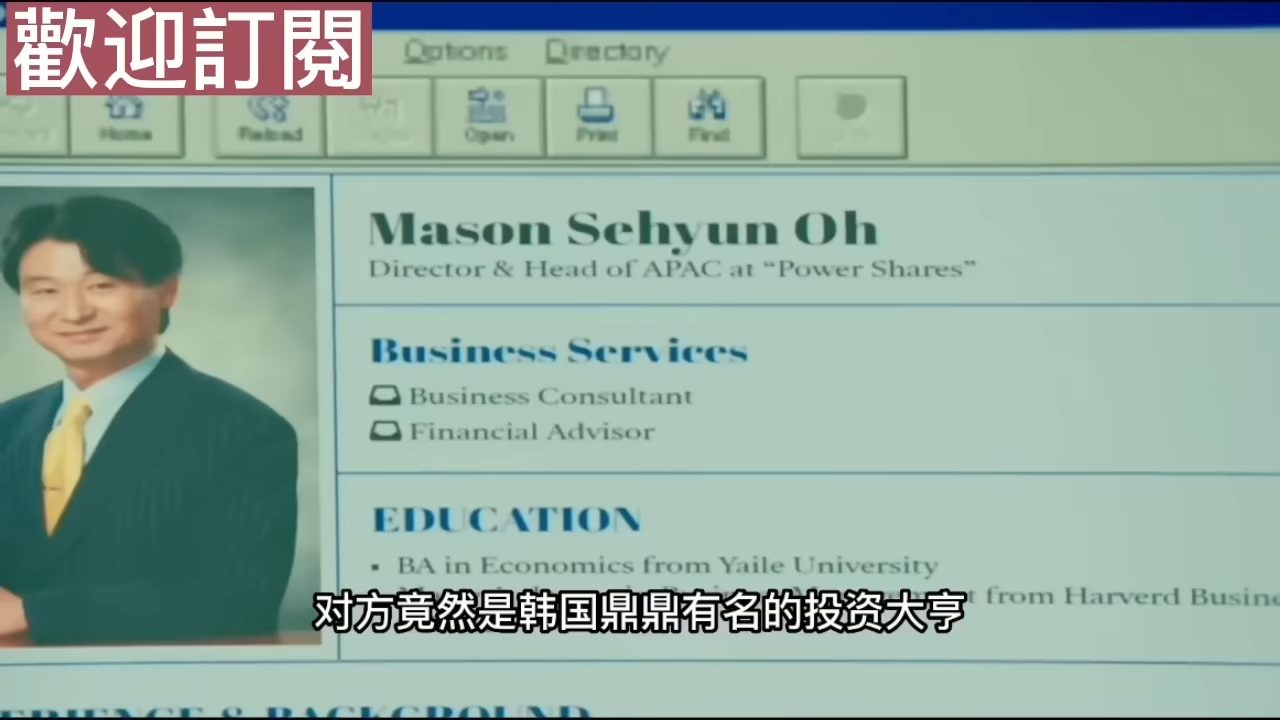 歡迎訂閱
Options Directory
Home Reload Open Print Find
Mason Sehyun Oh
Director & Head of APAC at “Power Shares”
Business Services
Business Consultant
Financial Advisor
EDUCATION
▪ BA in Economics from Yaile University
from Harverd Busine
对方竟然是韩国鼎鼎有名的投资大亨
ERIENCE & BACKGROUND